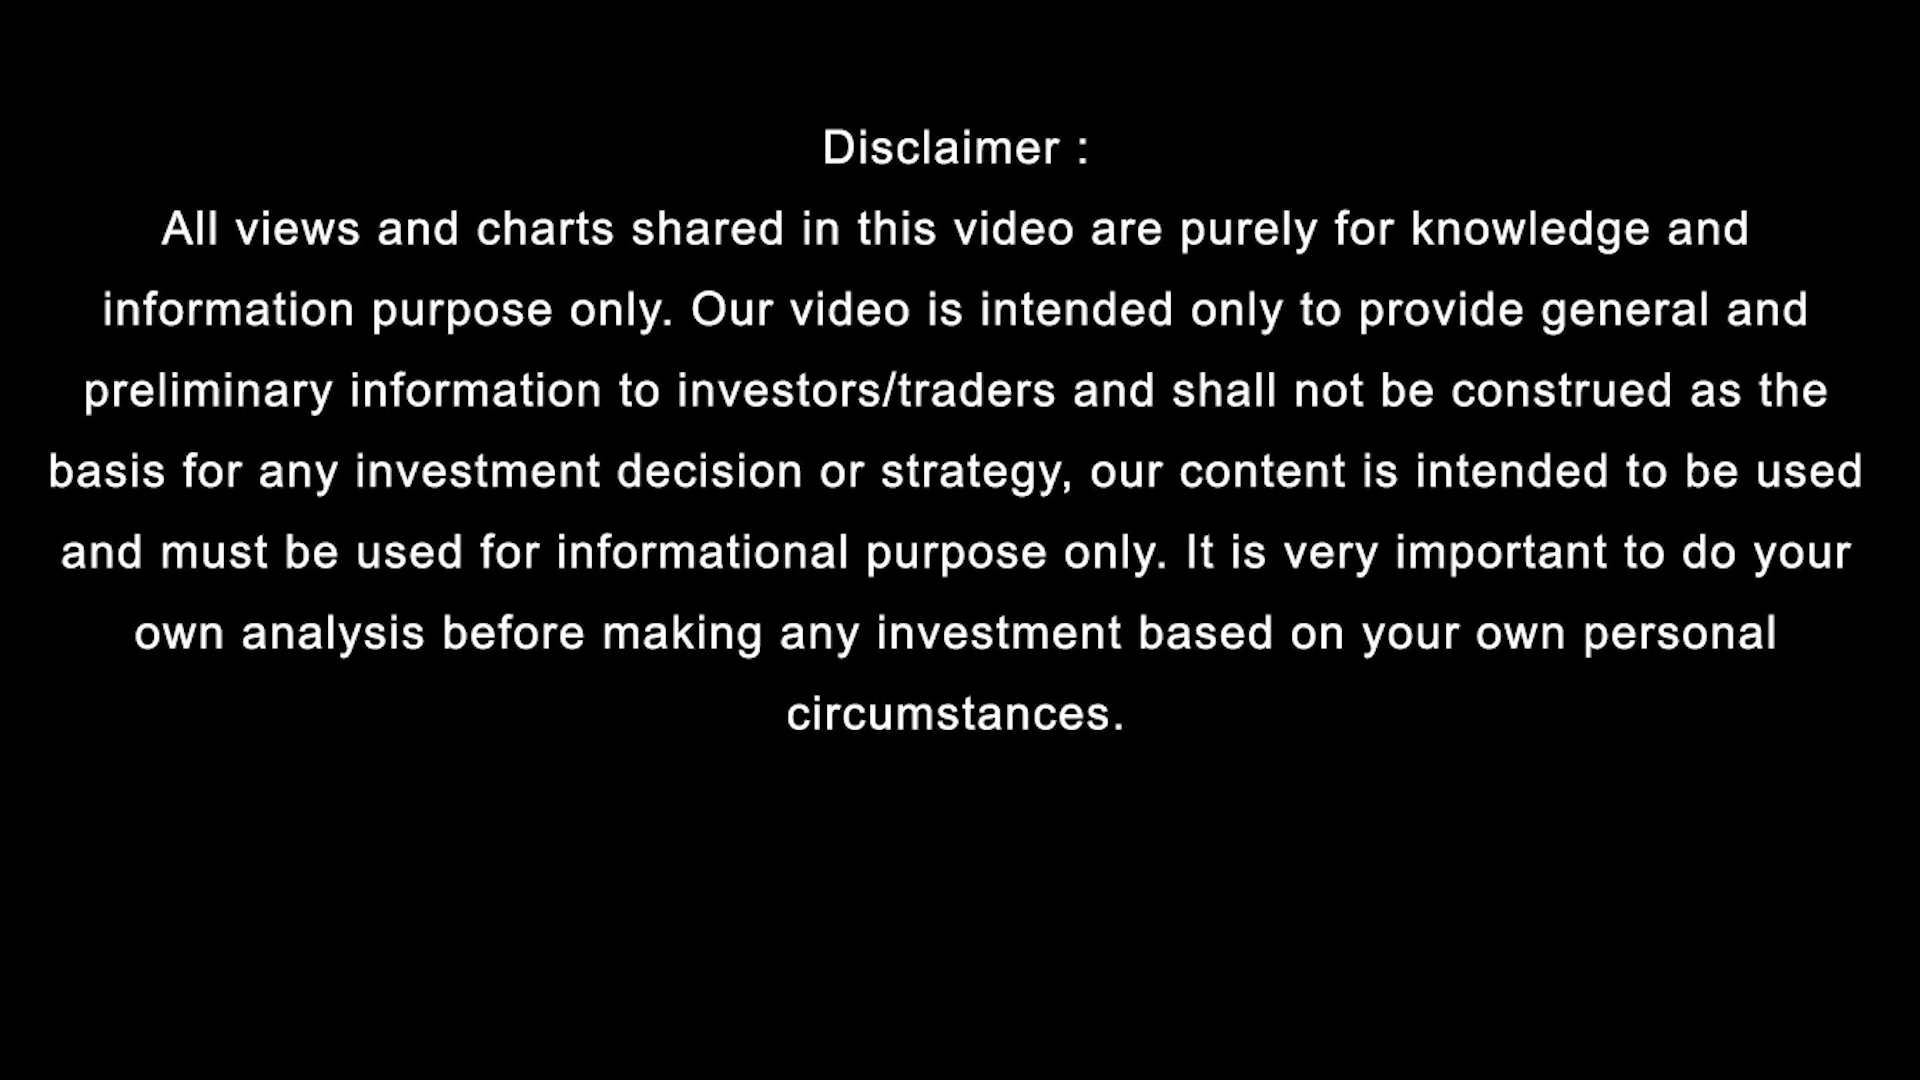 Disclaimer :
All views and charts shared in this video are purely for knowledge and
information purpose only. Our video is intended only to provide general and
preliminary information to investors/traders and shall not be construed as the
basis for any investment decision or strategy, our content is intended to be used
and must be used for informational purpose only. It is very important to do your
own analysis before making any investment based on your own personal
circumstances.